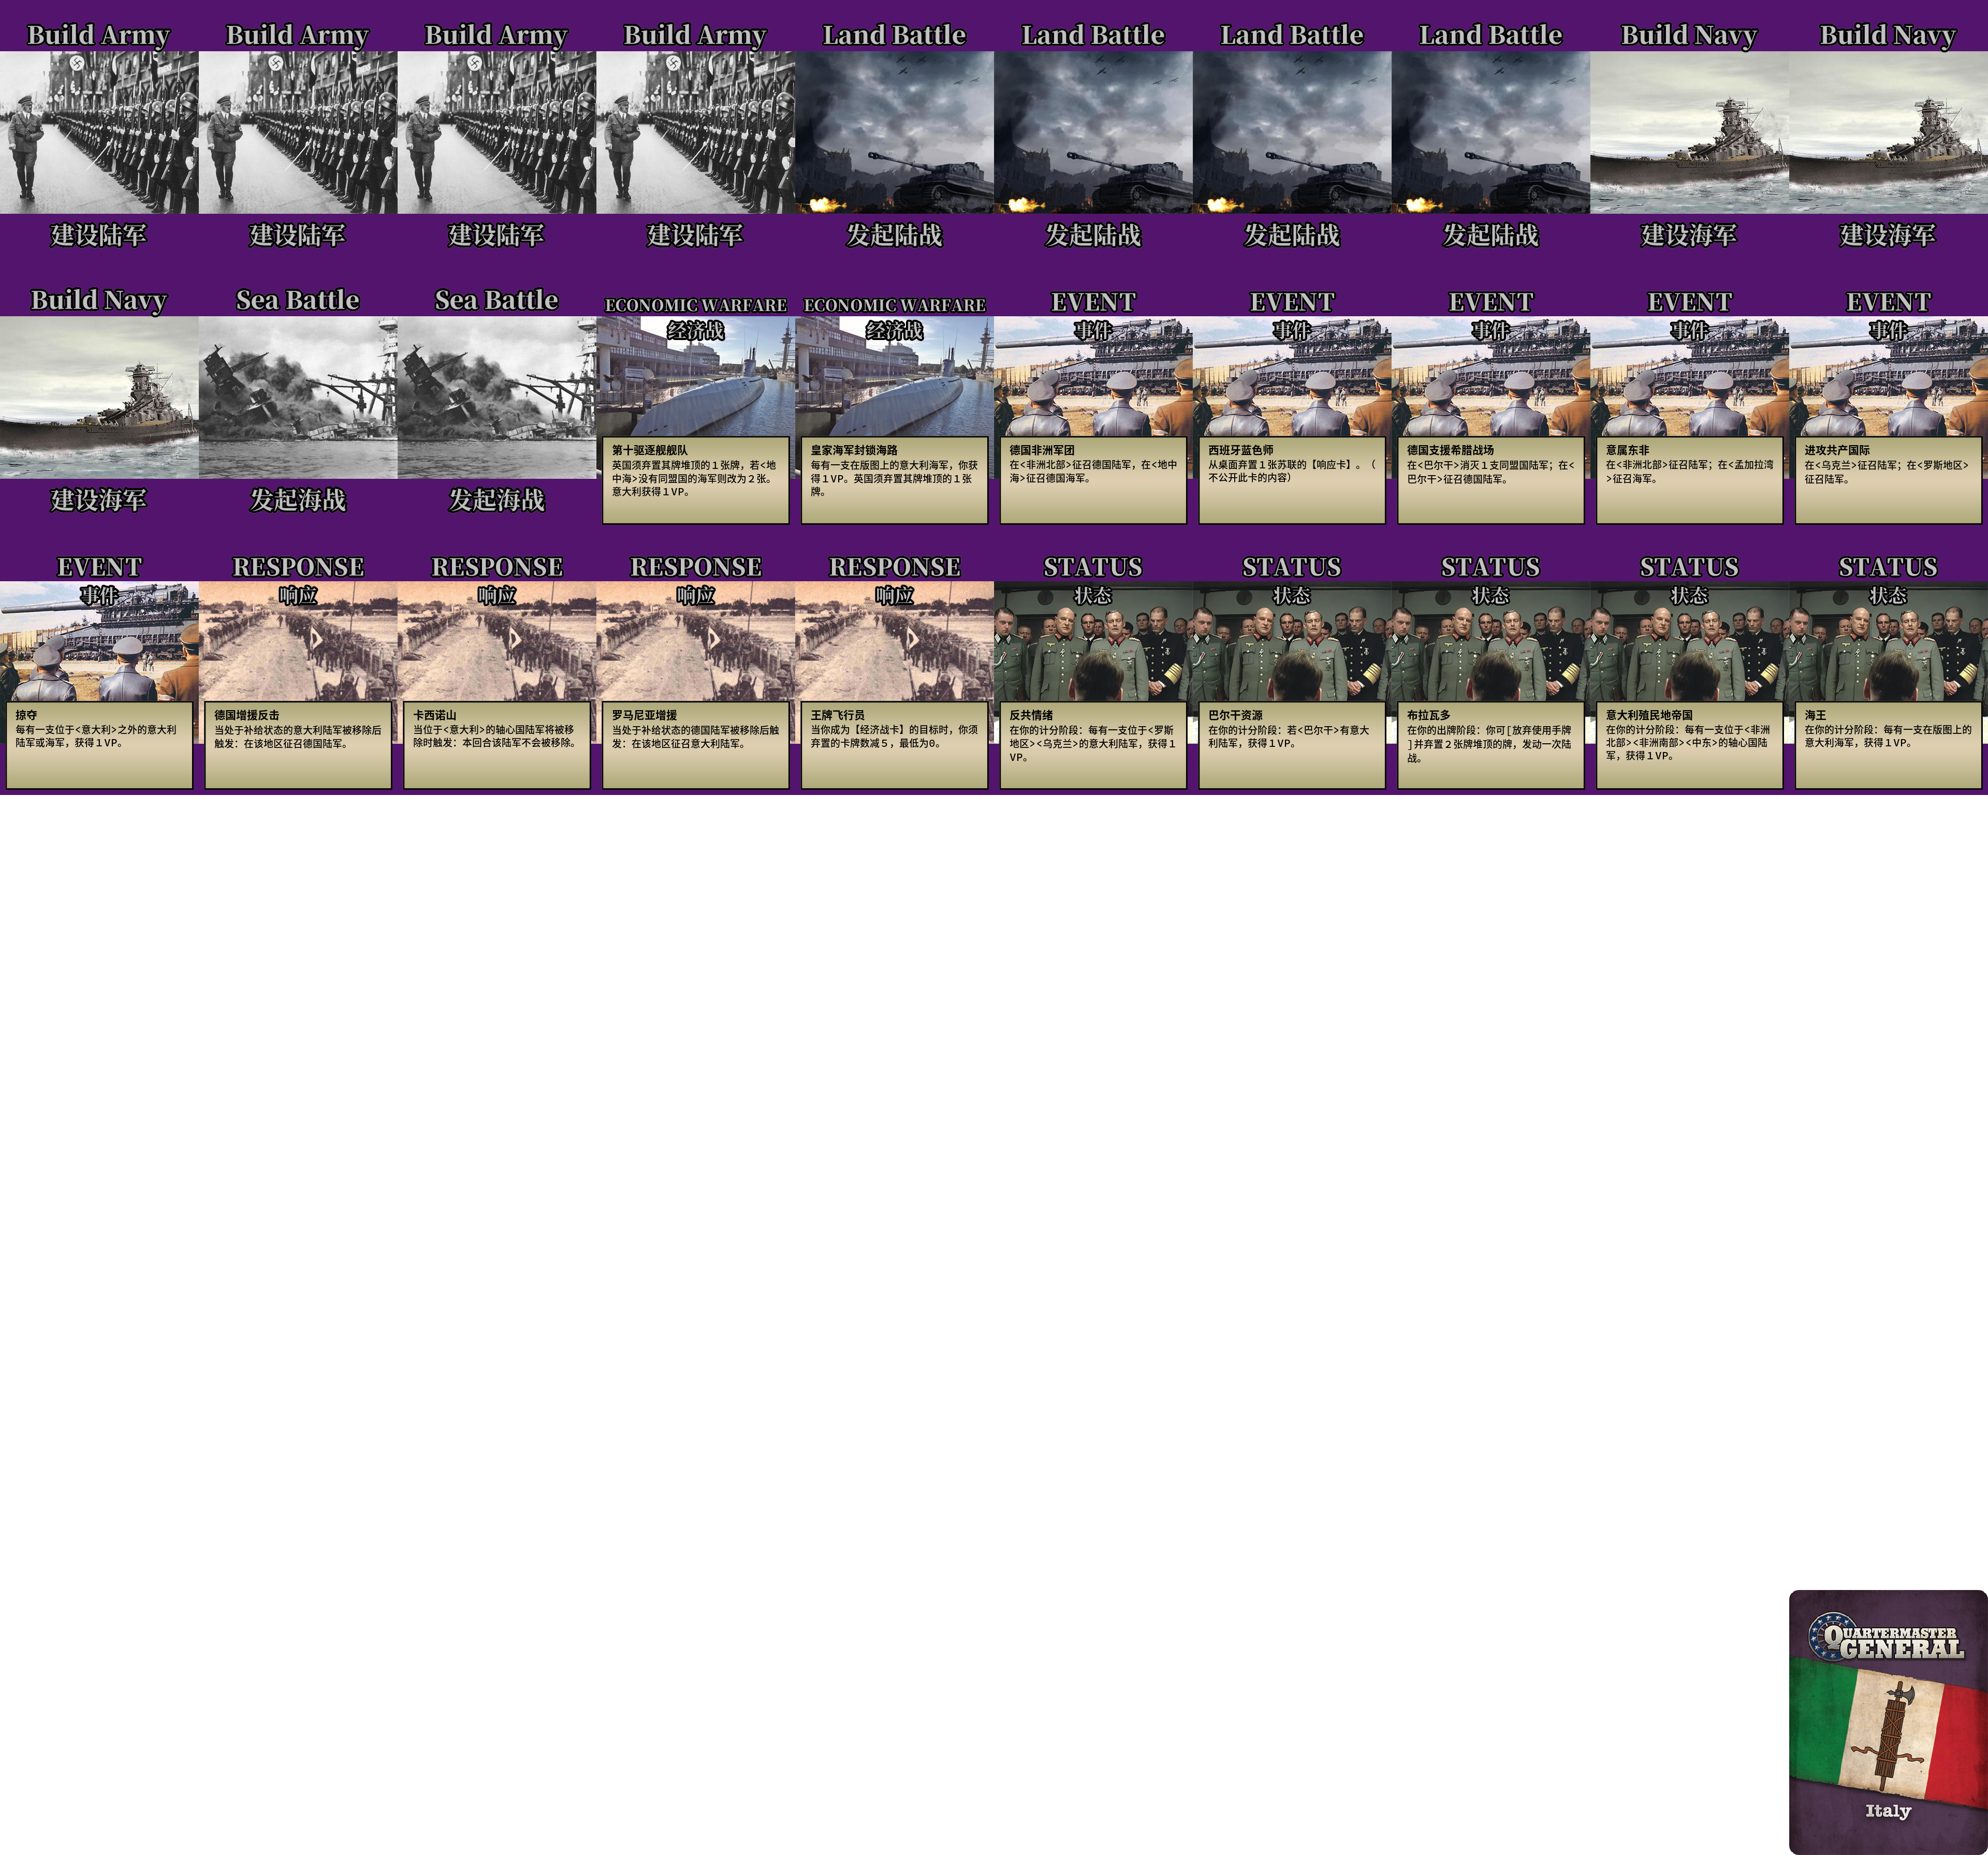 Build Army
建设陆军
Build Army
建设陆军
Build Army
建设陆军
Build Army
建设陆军
Land Battle
发起陆战
Land Battle
发起陆战
Land Battle
发起陆战
Land Battle
发起陆战
Build Navy
建设海军
Build Navy
建设海军
Build Navy
建设海军
Sea Battle
发起海战
Sea Battle
发起海战
ECONOMIC WARFARE
经济战
第十驱逐舰舰队
英国须弃置其牌堆顶的1张牌，若<地
中海>没有同盟国的海军则改为2张。
意大利获得1VP。
ECONOMIC WARFARE
经济战
皇家海军封锁海路
每有一支在版图上的意大利海军，你获
得1VP。英国须弃置其牌堆顶的1张
牌。
EVENT
事件
德国非洲军团
在<非洲北部>征召德国陆军，在<地中
海>征召德国海军。
EVENT
事件
西班牙蓝色师
从桌面弃置1张苏联的【响应卡】。（
不公开此卡的内容）
EVENT
事件
德国支援希腊战场
在<巴尔干>消灭1支同盟国陆军；在<
巴尔干>征召德国陆军。
EVENT
事件
意属东非
在<非洲北部>征召陆军；在<孟加拉湾
>征召海军。
EVENT
事件
进攻共产国际
在<乌克兰>征召陆军；在<罗斯地区>
征召陆军。
EVENT
事件
掠夺
每有一支位于<意大利>之外的意大利
陆军或海军，获得1VP。
RESPONSE
响应
德国增援反击
当处于补给状态的意大利陆军被移除后
触发：在该地区征召德国陆军。
RESPONSE
响应
卡西诺山
当位于<意大利>的轴心国陆军将被移
除时触发：本回合该陆军不会被移除。
RESPONSE
响应
罗马尼亚增援
当处于补给状态的德国陆军被移除后触
发：在该地区征召意大利陆军。
RESPONSE
响应
王牌飞行员
当你成为【经济战卡】的目标时，你须
弃置的卡牌数减5，最低为0。
STATUS
状态
反共情绪
在你的计分阶段：每有一支位于<罗斯
地区><乌克兰>的意大利陆军，获得1
VP。
STATUS
状态
巴尔干资源
在你的计分阶段：若<巴尔干>有意大
利陆军，获得1VP。
STATUS
状态
布拉瓦多
在你的出牌阶段：你可[放弃使用手牌
]并弃置2张牌堆顶的牌，发动一次陆
战。
STATUS
状态
意大利殖民地帝国
在你的计分阶段：每有一支位于<非洲
北部><非洲南部><中东>的轴心国陆
军，获得1VP。
STATUS
状态
海王
在你的计分阶段：每有一支在版图上的
意大利海军，获得1VP。
QUARTERMASTER
GENERAL
Italy